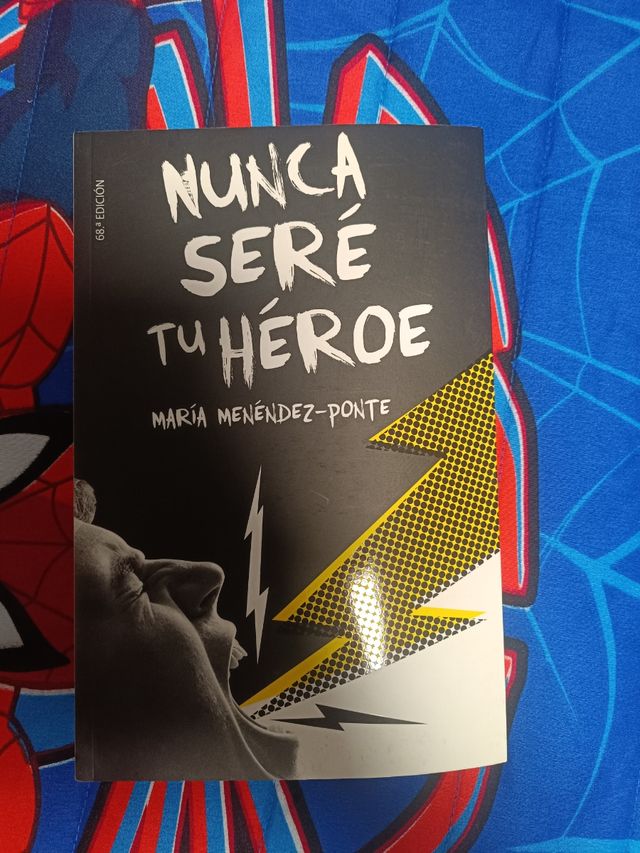 68.ª EDICIÓN
NUNCA
SERÉ
TU HÉROE
MARÍA MENÉNDEZ-PONTE